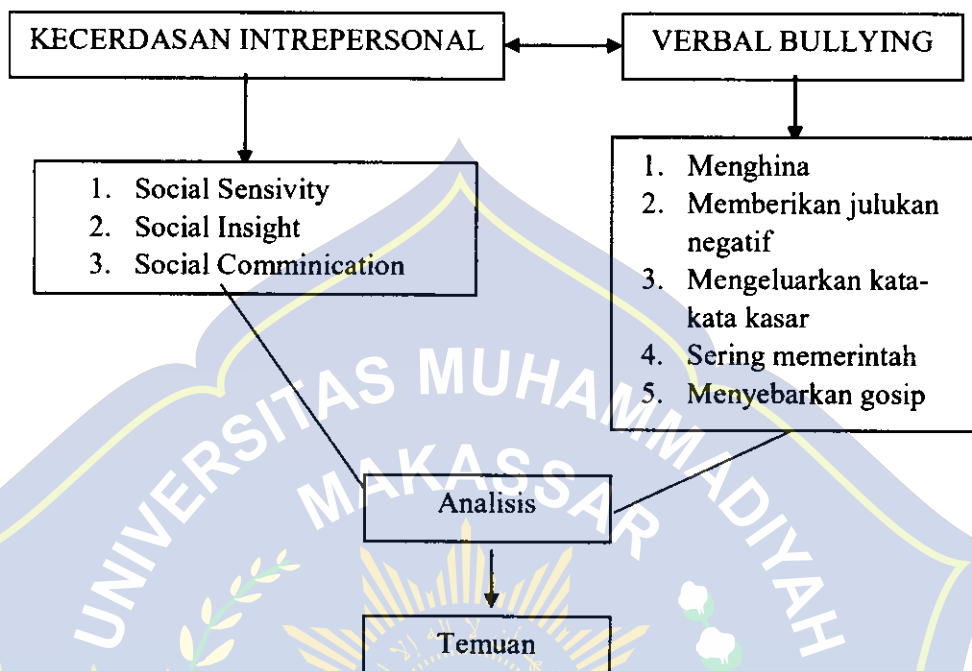 KECERDASAN INTREPERSONAL
VERBAL BULLYING
1. Social Sensivity
2. Social Insight
3. Social Comminication
1. Menghina
2. Memberikan julukan
negatif
3. Mengeluarkan kata-
kata kasar
4. Sering memerintah
5. Menyebarkan gosip
UNIVERSITAS MUHAMMADIYAH
MAKASSAR
Analisis
Temuan